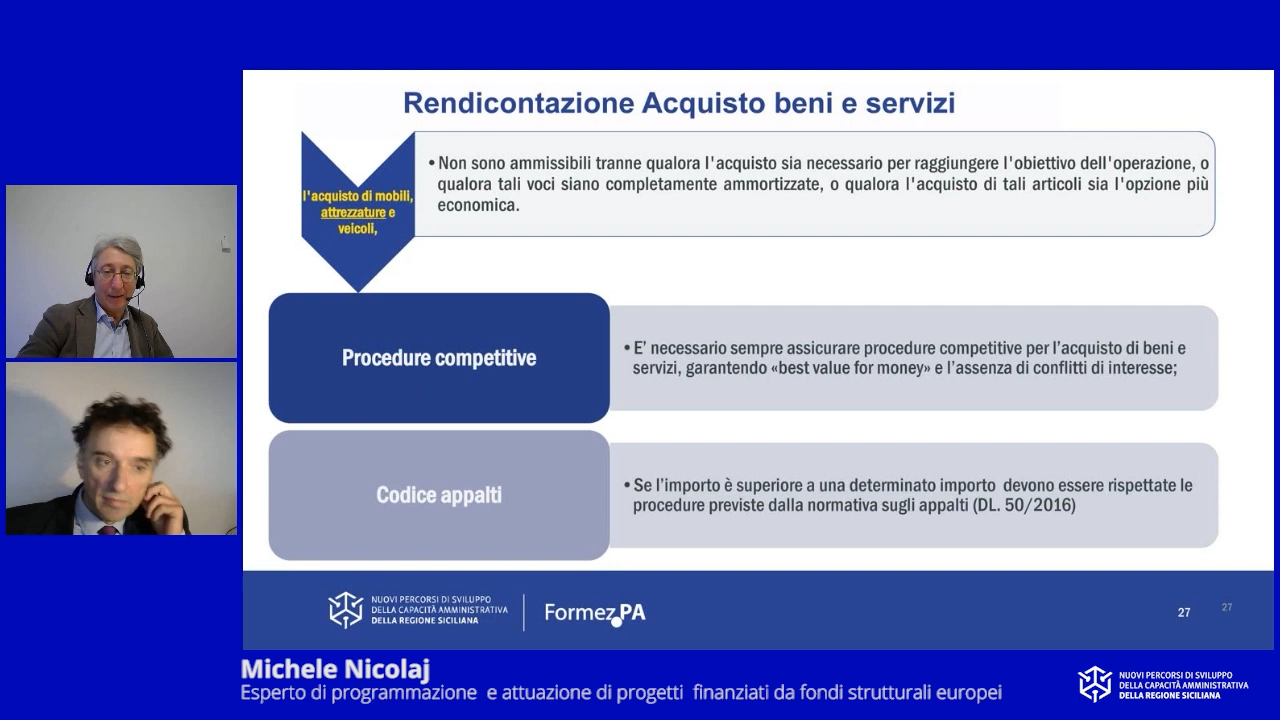 Rendicontazione Acquisto beni e servizi
l'acquisto di mobili,
attrezzature e
veicoli,
•Non sono ammissibili tranne qualora l'acquisto sia necessario per raggiungere l'obiettivo dell'operazione, o
qualora tali voci siano completamente ammortizzate, o qualora l'acquisto di tali articoli sia l'opzione più
economica.
Procedure competitive
•E' necessario sempre assicurare procedure competitive per l'acquisto di beni e
servizi, garantendo «best value for money» e l'assenza di conflitti di interesse;
Codice appalti
•Se l'importo è superiore a una determinato importo devono essere rispettate le
procedure previste dalla normativa sugli appalti (DL. 50/2016)
NUOVI PERCORSI DI SVILUPPO
DELLA CAPACITÀ AMMINISTRATIVA
DELLA REGIONE SICILIANA
Formez PA
27
27
Michele Nicolaj
Esperto di programmazione e attuazione di progetti finanziati da fondi strutturali europei
NUOVI PERCORSI DI SVILUPPO
DELLA CAPACITÀ AMMINISTRATIVA
DELLA REGIONE SICILIANA